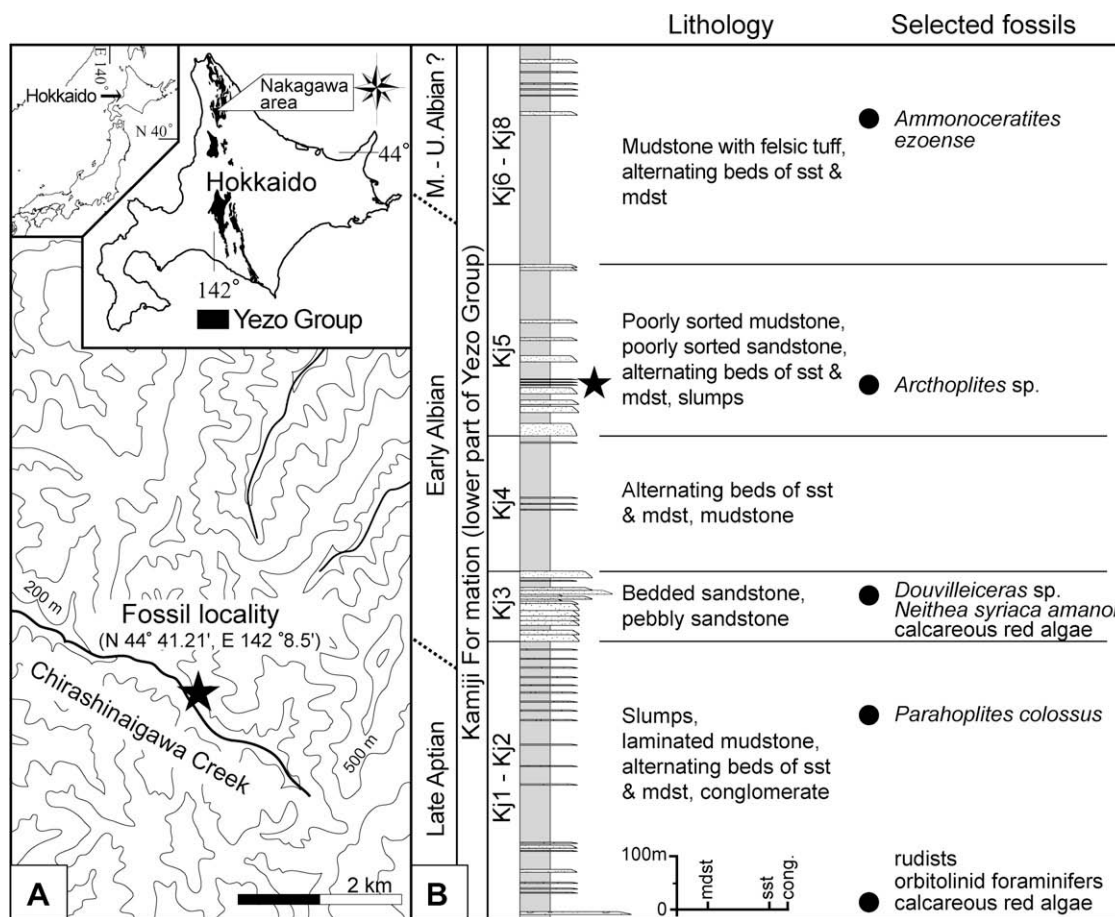 Lithology
Selected fossils
E 140°
Hokkaido
N 40°
Nakagawa
area
44°
Hokkaido
142°
Yezo Group
200 m
Fossil locality
(N 44° 41.21', E 142 °8.5')
Chirashinaigawa Creek
500 m
A
2 km
M. - U. Albian ?
Early Albian
Late Aptian
B
Kamiji For mation (lower part of Yezo Group)
Kj6 - Kj8
Kj5
Kj4
Kj3
Kj1 - Kj2
Mudstone with felsic tuff,
alternating beds of sst &
mdst
Poorly sorted mudstone,
poorly sorted sandstone,
alternating beds of sst &
mdst, slumps
Alternating beds of sst
& mdst, mudstone
Bedded sandstone,
pebbly sandstone
Slumps,
laminated mudstone,
alternating beds of sst
& mdst, conglomerate
100m
0
mdst
sst
cong.
Ammonoceratites
ezoense
Arcthoplites sp.
Douvilleiceras sp.
Neithea syriaca amanoi
calcareous red algae
Parahoplites colossus
rudists
orbitolinid foraminifers
calcareous red algae